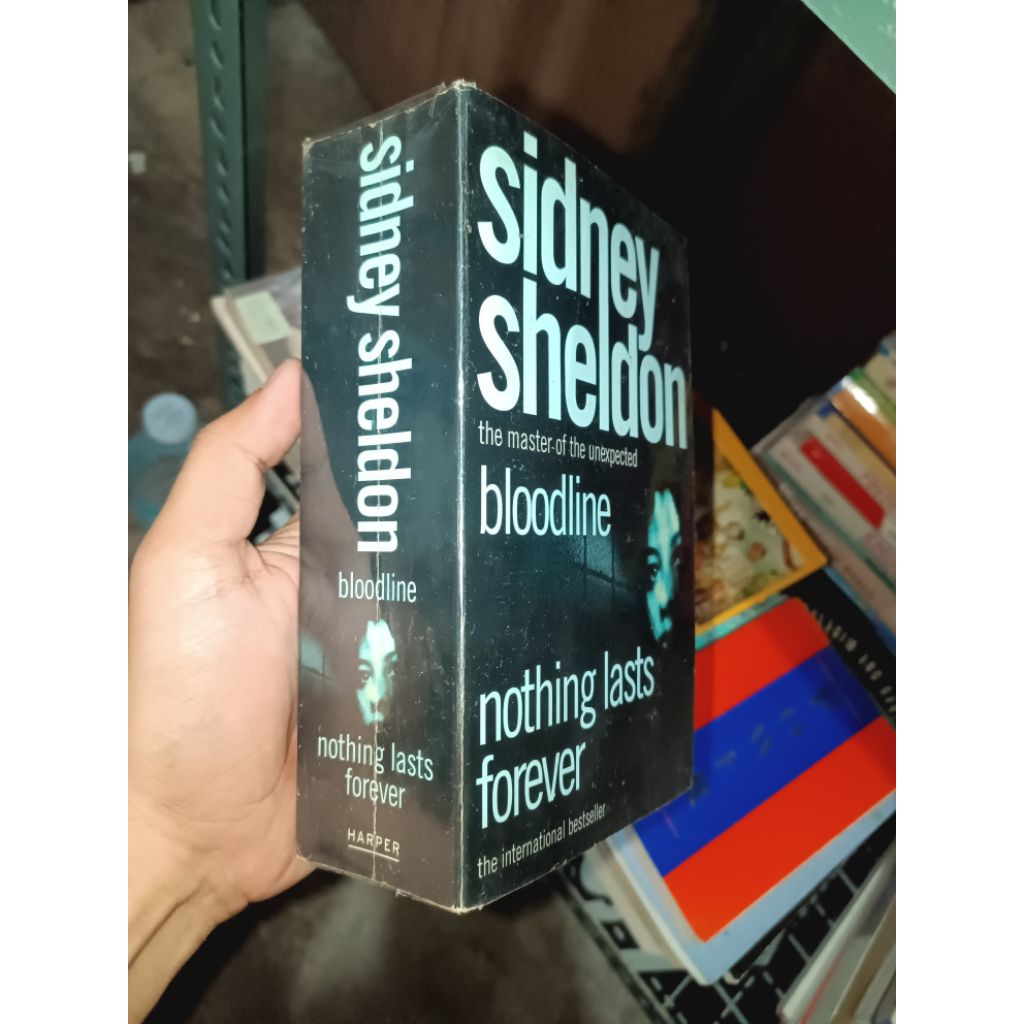 sidney sheldon
bloodline
nothing lasts
forever
HARPER
sidney
sheldon
the master of the unexpected
bloodline
nothing lasts
forever
the international bestseller